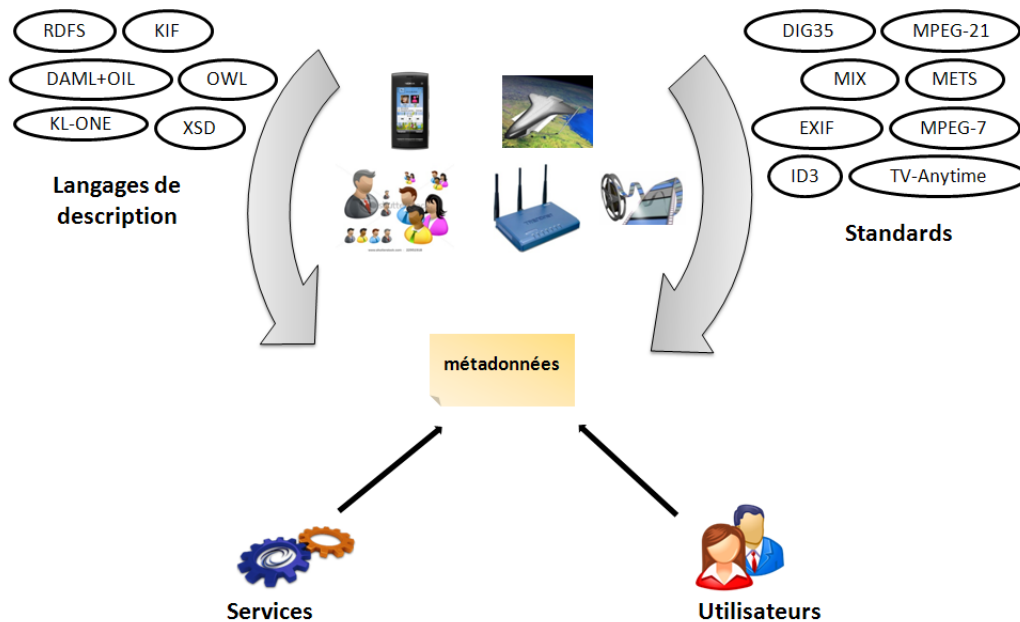 RDFS
KIF
DAML+OIL
OWL
KL-ONE
XSD
Langages de
description
DIG35
MPEG-21
MIX
METS
EXIF
MPEG-7
ID3
TV-Anytime
Standards
métadonnées
Services
Utilisateurs